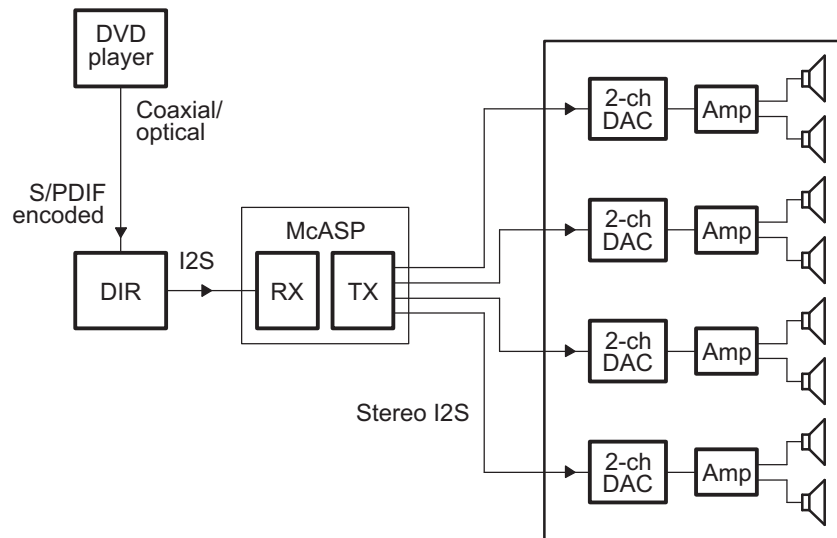 DVD
player
Coaxial/
optical
S/PDIF
encoded
DIR
I2S
McASP
RX
TX
Stereo I2S
2-ch
DAC
Amp
2-ch
DAC
Amp
2-ch
DAC
Amp
2-ch
DAC
Amp